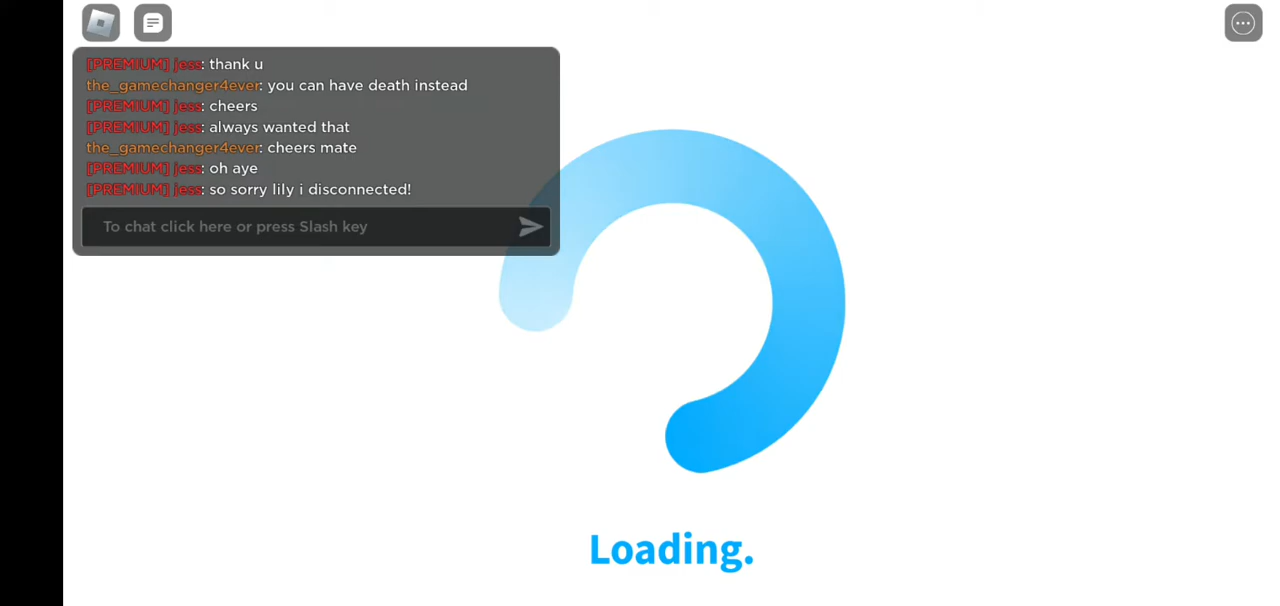 [PREMIUM] jess: thank u
the_gamechanger4ever: you can have death instead
[PREMIUM] jess: cheers
[PREMIUM] jess: always wanted that
the_gamechanger4ever: cheers mate
[PREMIUM] jess: oh aye
[PREMIUM] jess: so sorry lily i disconnected!
To chat click here or press Slash key
Loading.